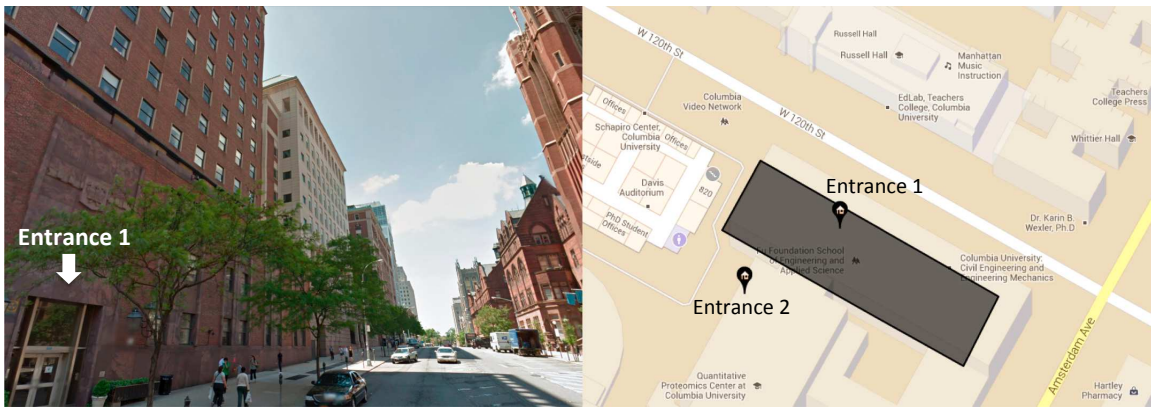 Entrance 1
W 120th St
Russell Hall
Russell Hall
Manhattan
Music
Instruction
Teachers
College Press
Columbia
Video Network
EdLab, Teachers
College, Columbia
University
Offices
Offices
Schapiro Center,
Columbia
University
W 120th St
Whittier Hall
Davis
Auditorium
820
PhD Student
Offices
Entrance 1
Dr. Karin B.
Wexler, Ph.D
Fu Foundation School
of Engineering and
Applied Science
Columbia University:
Civil Engineering and
Engineering Mechanics
Entrance 2
Amsterdam Ave
Quantitative
Proteomics Center at
Columbia University
Hartley
Pharmacy